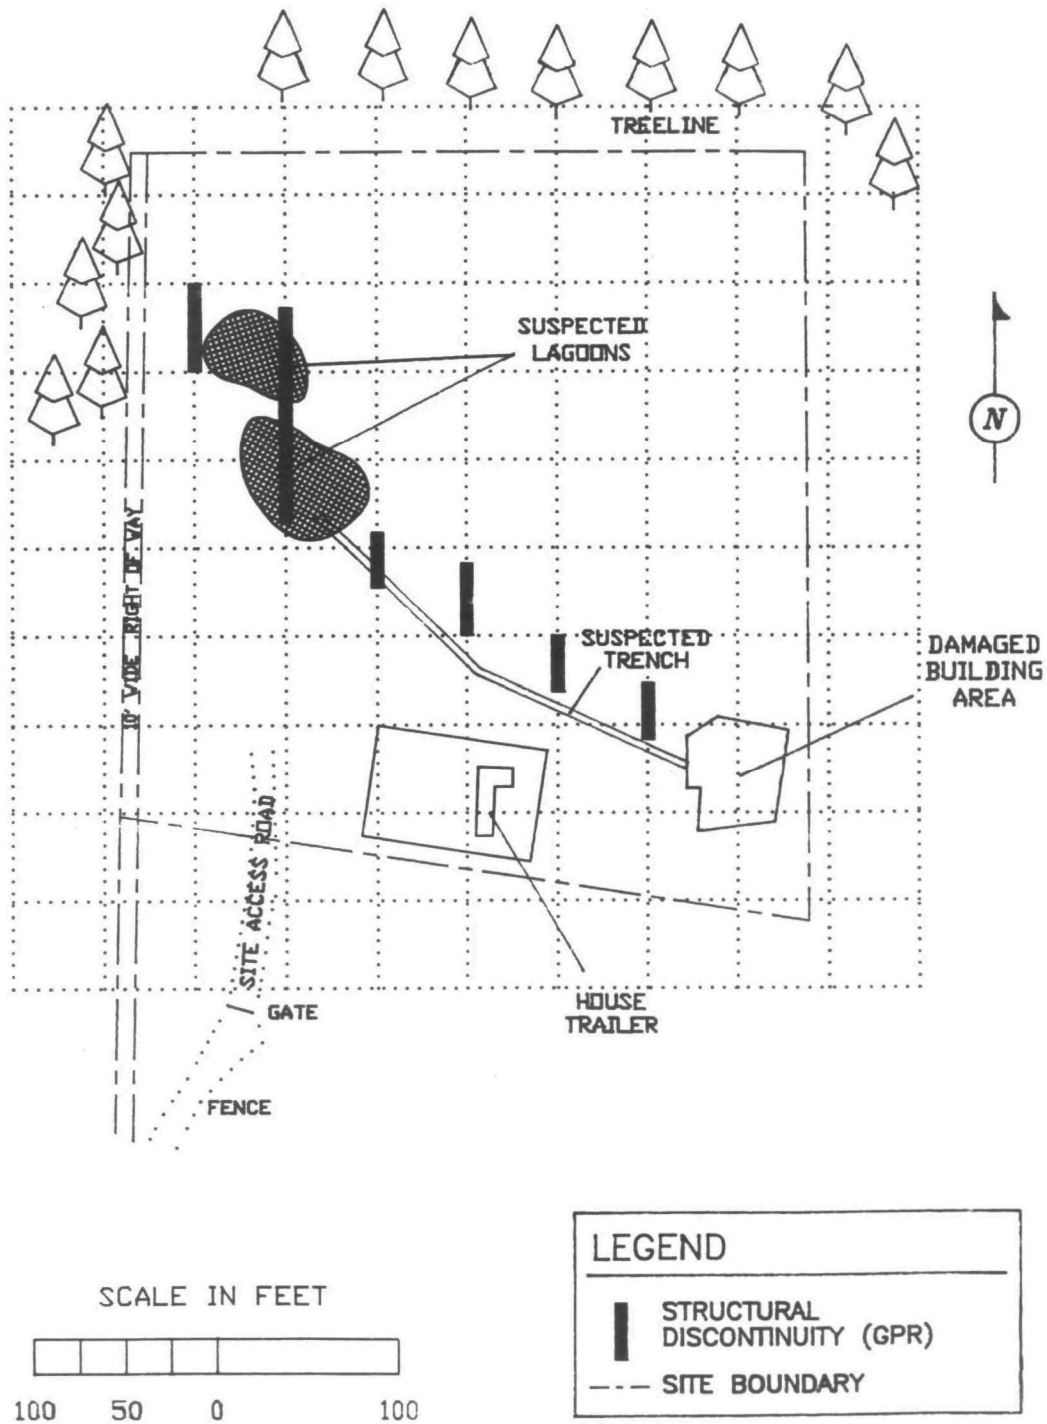 TREELINE
SUSPECTED
LAGOONS
N
10' WIDE RIGHT OF WAY
SUSPECTED
TRENCH
DAMAGED
BUILDING
AREA
SITE ACCESS ROAD
HOUSE
TRAILER
GATE
FENCE
SCALE IN FEET
100 50 0 100
LEGEND
STRUCTURAL
DISCONTINUITY (GPR)
SITE BOUNDARY